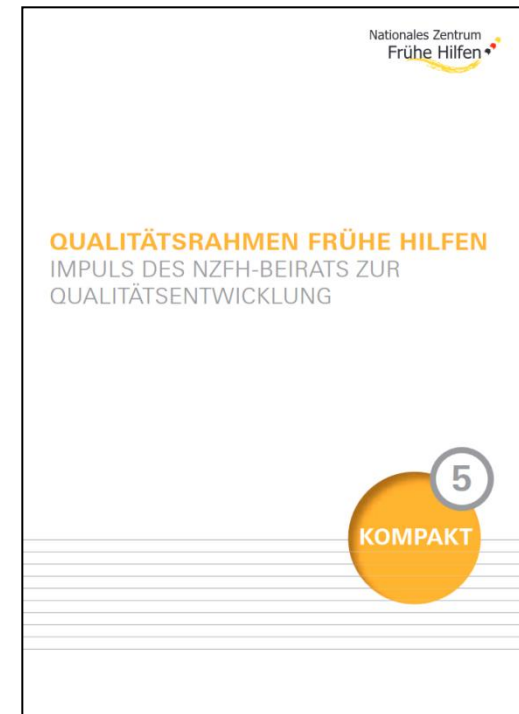 Nationales Zentrum
Frühe Hilfen
QUALITÄTSRAHMEN FRÜHE HILFEN
IMPULS DES NZFH-BEIRATS ZUR
QUALITÄTSENTWICKLUNG
5
KOMPAKT